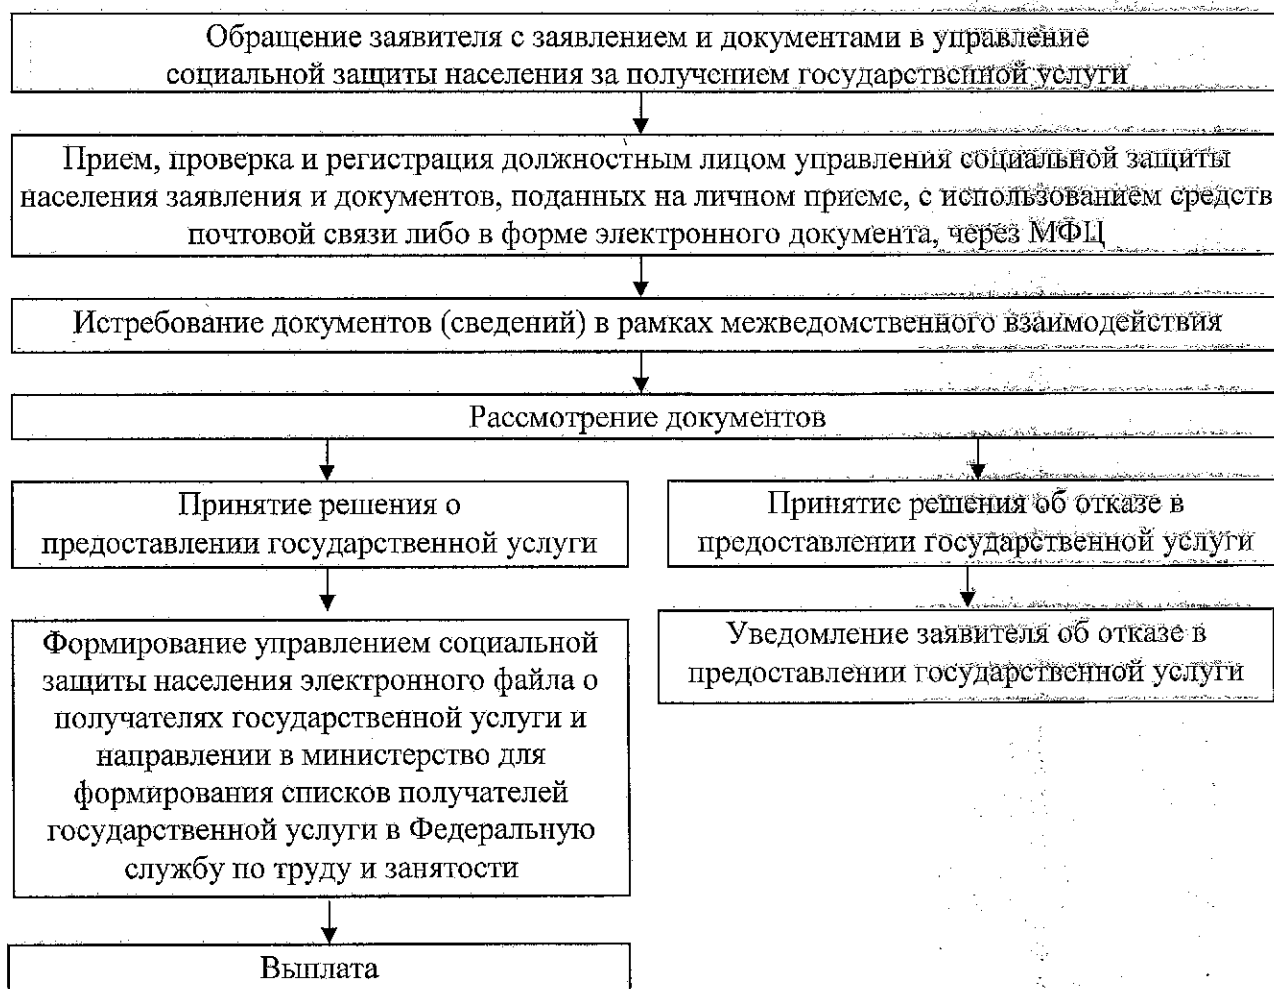 Обращение заявителя с заявлением и документами в управление
социальной защиты населения за получением государственной услуги
Прием, проверка и регистрация должностным лицом управления социальной защиты
населения заявления и документов, поданных на личном приеме, с использованием средств
почтовой связи либо в форме электронного документа, через МФЦ
Истребование документов (сведений) в рамках межведомственного взаимодействия
Рассмотрение документов
Принятие решения о
предоставлении государственной услуги
Принятие решения об отказе в
предоставлении государственной услуги
Формирование управлением социальной
защиты населения электронного файла о
получателях государственной услуги и
направлении в министерство для
формирования списков получателей
государственной услуги в Федеральную
службу по труду и занятости
Уведомление заявителя об отказе в
предоставлении государственной услуги
Выплата